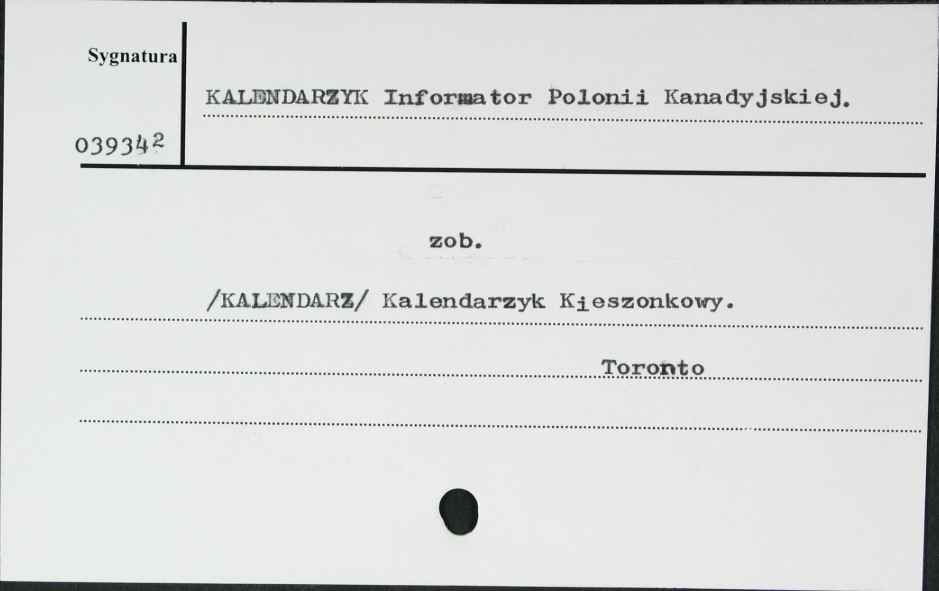 Sygnatura
KALENDARZYK Informator Polonii Kanadyjskiej.
039342
zob.
/KALENDARZ/ Kalendarzyk Kieszonkowy.
Toronto